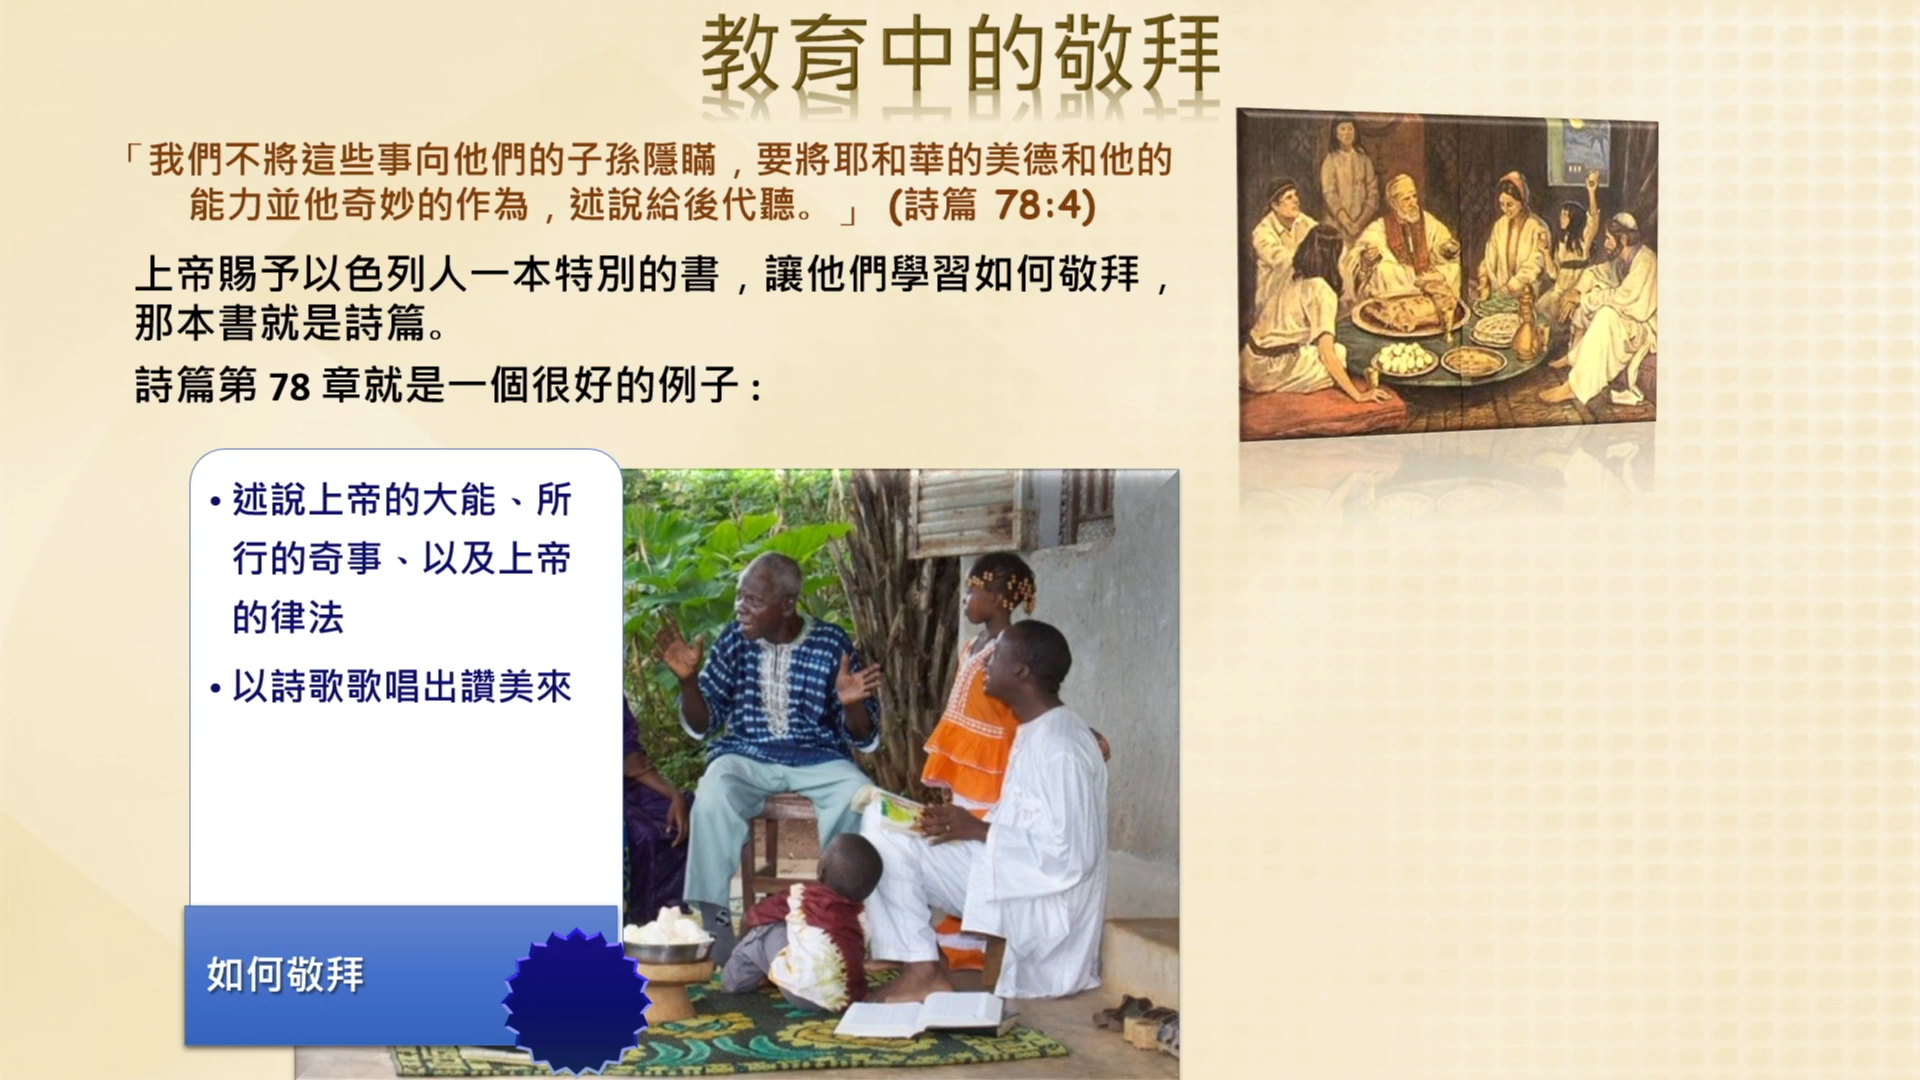 教育中的敬拜
「我們不將這些事向他們的子孫隱瞞，要將耶和華的美德和他的
能力並他奇妙的作為，述說給後代聽。」 (詩篇 78:4)
上帝賜予以色列人一本特別的書，讓他們學習如何敬拜，
那本書就是詩篇。
詩篇第 78 章就是一個很好的例子：
• 述說上帝的大能、所
行的奇事、以及上帝
的律法
• 以詩歌歌唱出讚美來
如何敬拜